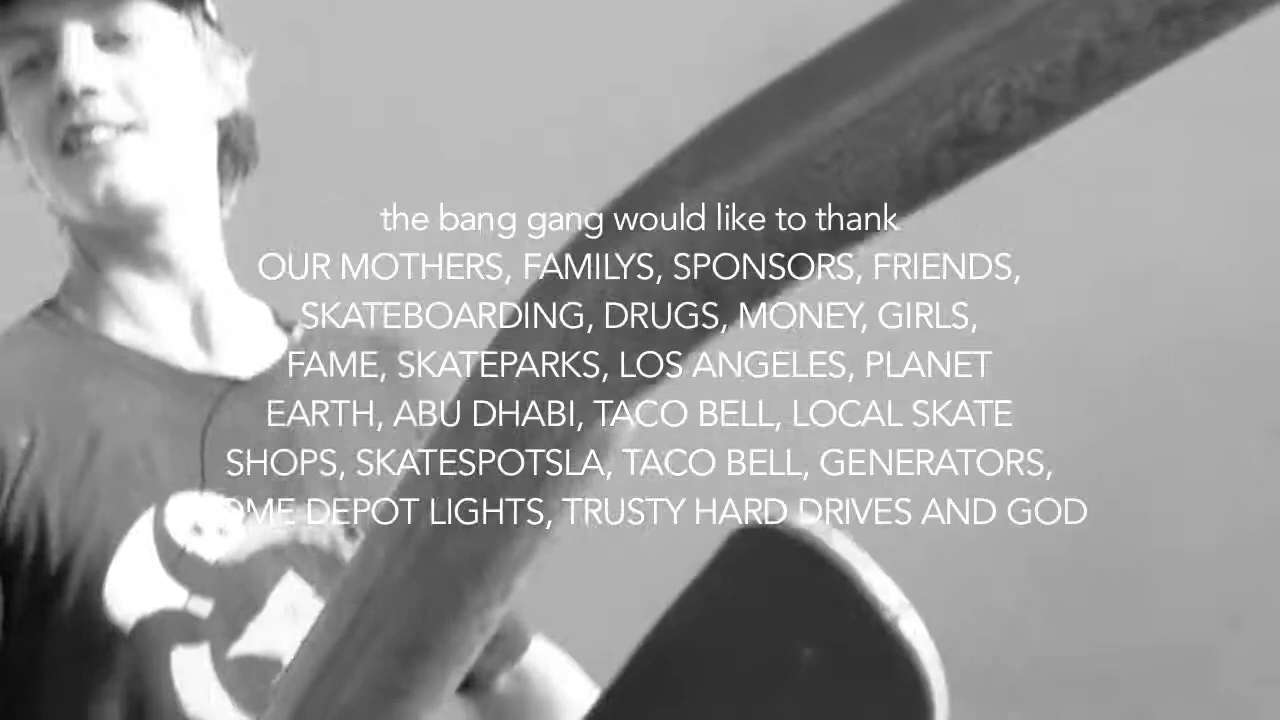 the bang gang would like to thank
OUR MOTHERS, FAMILYS, SPONSORS, FRIENDS,
SKATEBOARDING, DRUGS, MONEY, GIRLS,
FAME, SKATEPARKS, LOS ANGELES, PLANET
EARTH, ABU DHABI, TACO BELL, LOCAL SKATE
SHOPS, SKATESPOTSLA, TACO BELL, GENERATORS,
HOME DEPOT LIGHTS, TRUSTY HARD DRIVES AND GOD